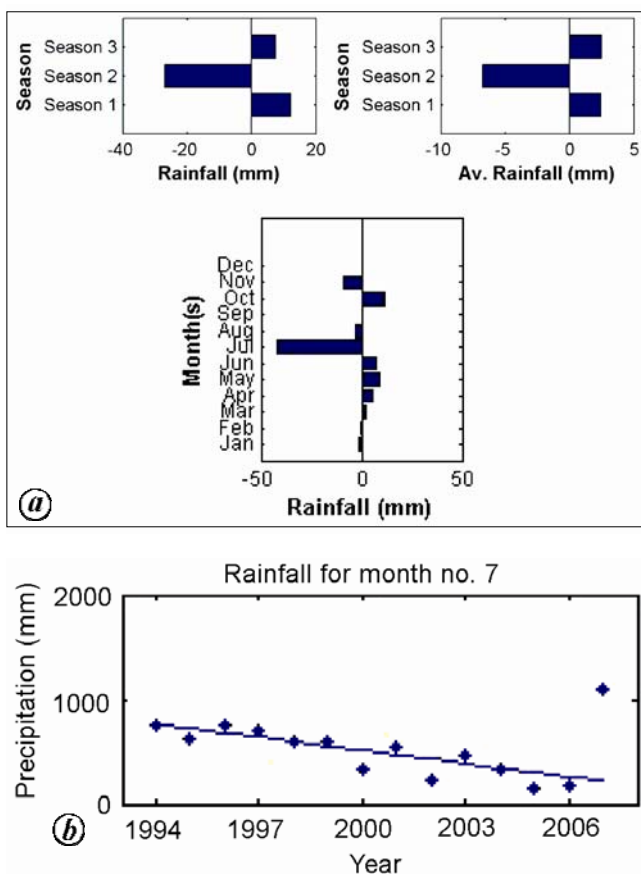 Season 3
Season 2
Season 1
Season
-40 -20 0 20
Rainfall (mm)
Season 3
Season 2
Season 1
Season
-10 -5 0 5
Av. Rainfall (mm)
Dec
Nov
Oct
Sep
Aug
Jul
Jun
May
Apr
Mar
Feb
Jan
Month(s)
-50 0 50
Rainfall (mm)
a
Rainfall for month no. 7
2000
1000
0
Precipitation (mm)
1994 1997 2000 2003 2006
Year
b